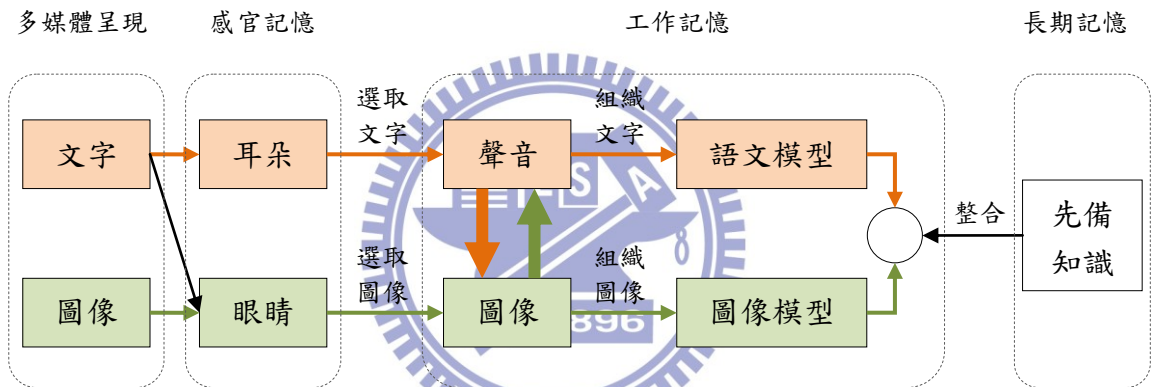 多媒體呈現
感官記憶
工作記憶
長期記憶
選取
文字
組織
文字
文字
耳朵
聲音
語文模型
整合
先備
知識
選取
圖像
組織
圖像
圖像
眼睛
圖像
圖像模型
E S A
8
896